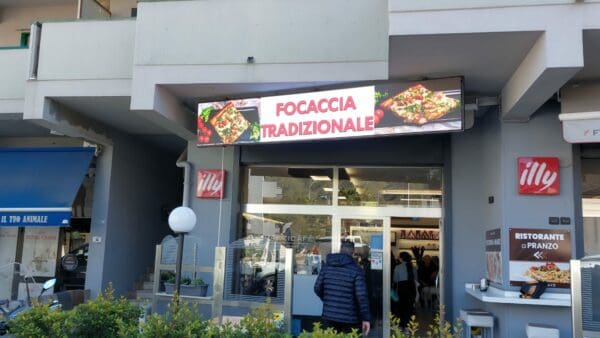 FOCACCIA
TRADIZIONALE
illy
illy
IL TUO ANIMALE
RISTORANTE
a PRANZO